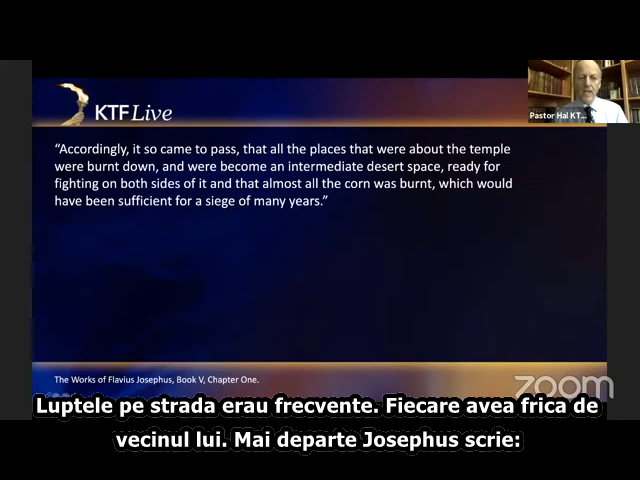 Pastor Hal KT...
KTF Live
“Accordingly, it so came to pass, that all the places that were about the temple
were burnt down, and were become an intermediate desert space, ready for
fighting on both sides of it and that almost all the corn was burnt, which would
have been sufficient for a siege of many years.”
The Works of Flavius Josephus, Book V, Chapter One.
zoom
Luptele pe strada erau frecvente. Fiecare avea frica de
vecinul lui. Mai departe Josephus scrie: